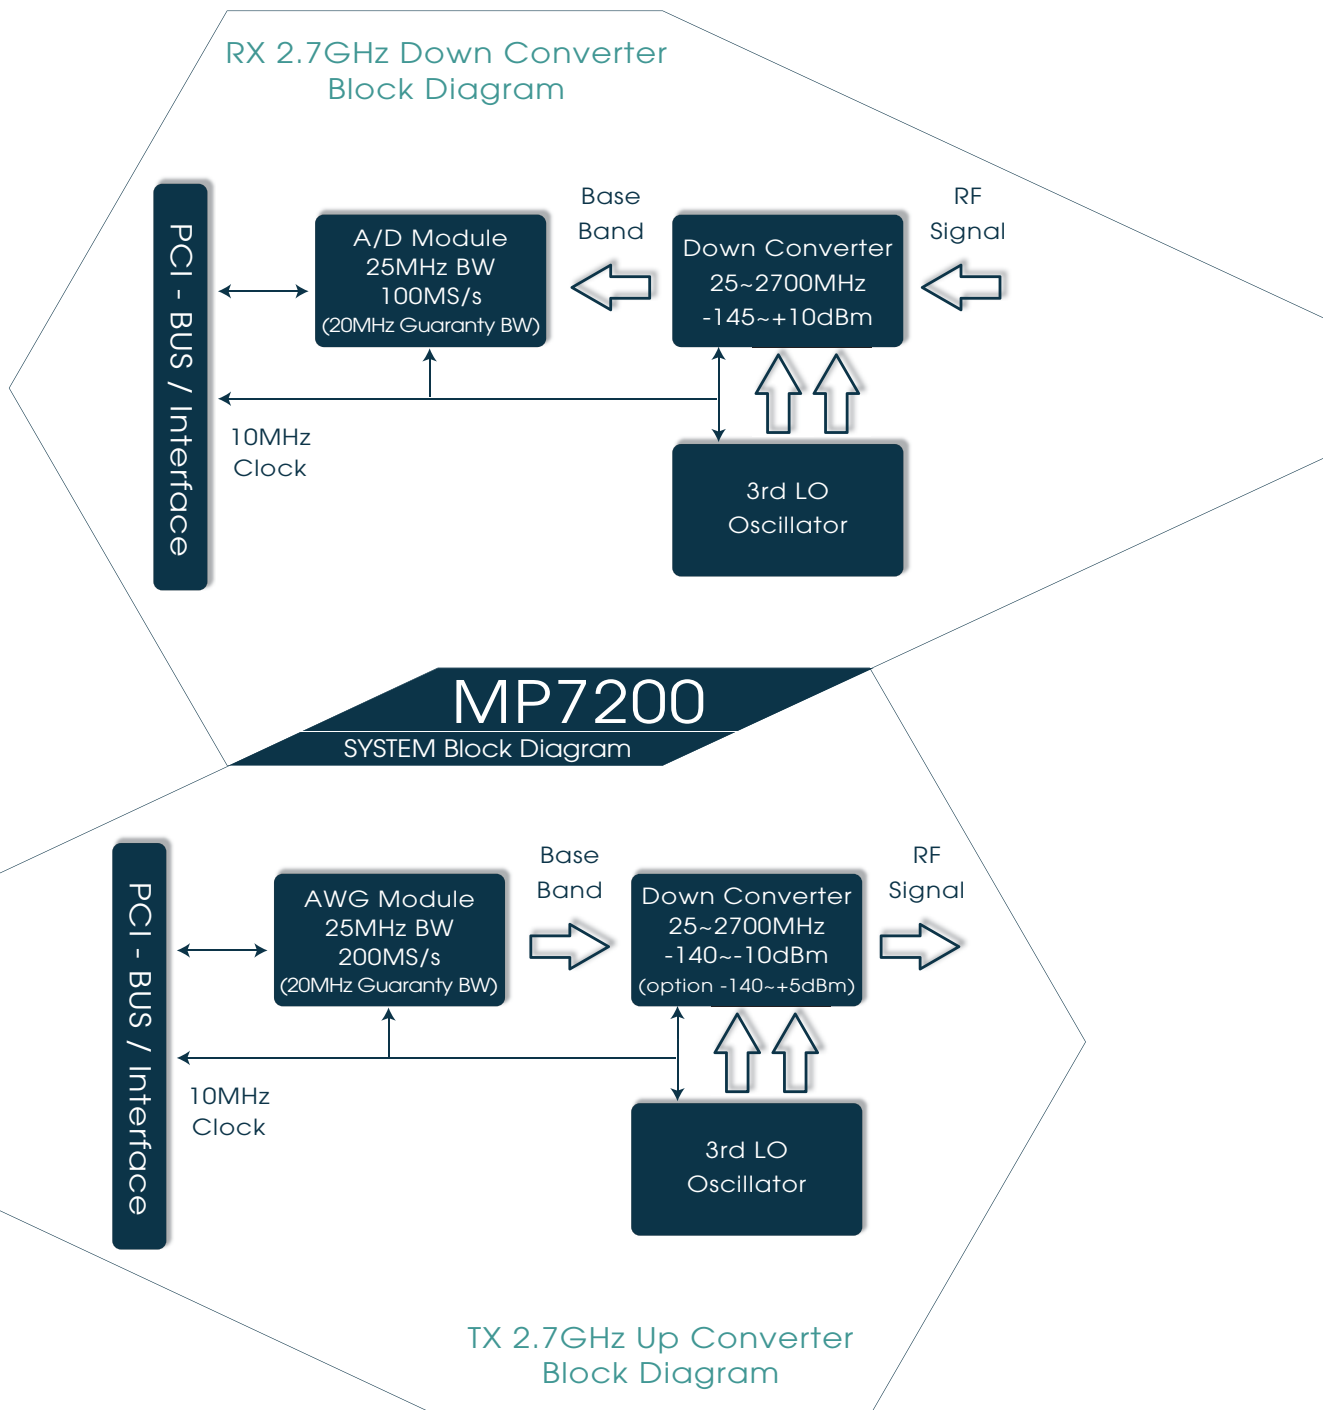 RX 2.7GHz Down Converter
Block Diagram
PCI - BUS / Interface
A/D Module
25MHz BW
100MS/s
(20MHz Guaranty BW)
Base
Band
Down Converter
25~2700MHz
-145~+10dBm
RF
Signal
10MHz
Clock
3rd LO
Oscillator
MP7200
SYSTEM Block Diagram
PCI - BUS / Interface
AWG Module
25MHz BW
200MS/s
(20MHz Guaranty BW)
Base
Band
Down Converter
25~2700MHz
-140~-10dBm
(option -140~+5dBm)
RF
Signal
10MHz
Clock
3rd LO
Oscillator
TX 2.7GHz Up Converter
Block Diagram